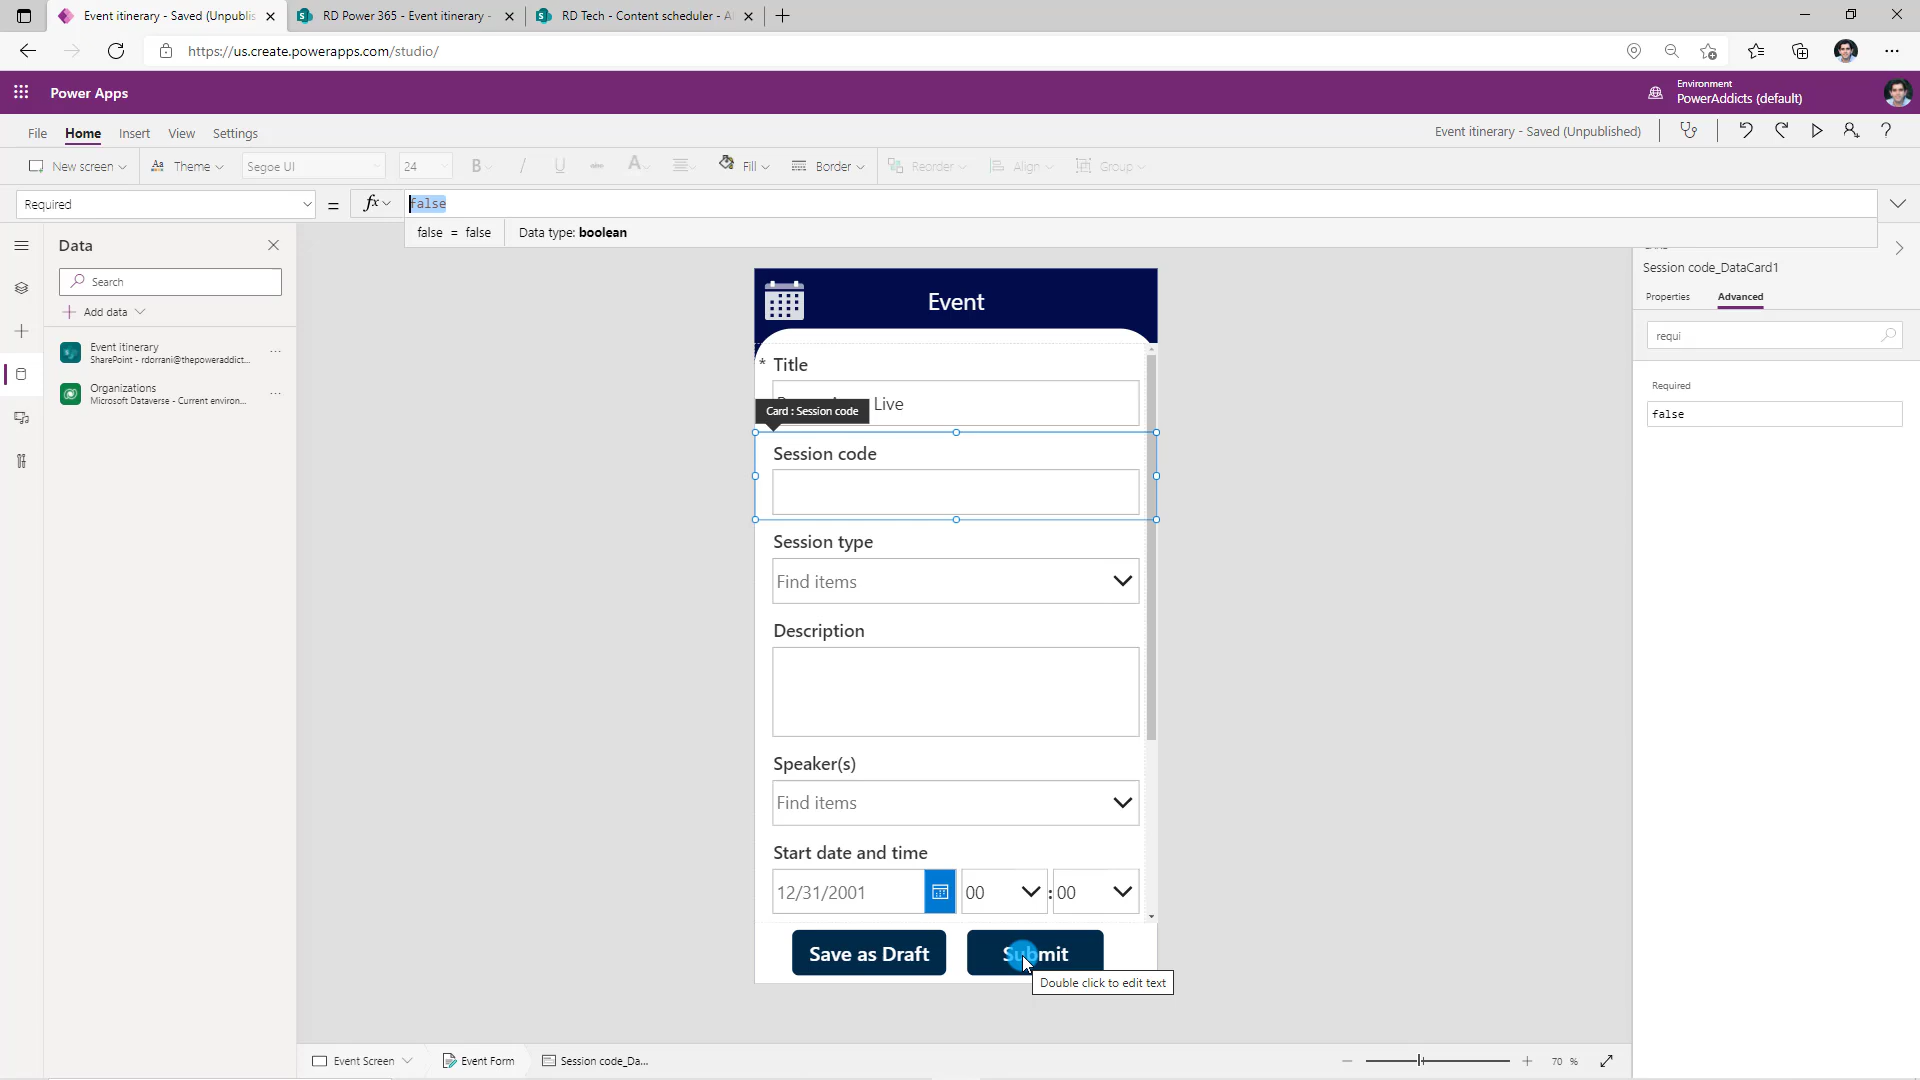 Event itinerary - Saved (Unpublis
RD Power 365 - Event itinerary -
RD Tech - Content scheduler - Al
https://us.create.powerapps.com/studio/
Power Apps
Environment
PowerAddicts (default)
File
Home
Insert
View
Settings
Event itinerary - Saved (Unpublished)
New screen
Theme
Segoe UI
24
B
Fill
Border
Reorder
Align
Group
Required
=
fx
false
false = false
Data type: boolean
Data
Search
Add data
Event itinerary
SharePoint - rdorrani@thepoweraddict...
Organizations
Microsoft Dataverse - Current environ...
Event
* Title
Live
Card : Session code
Session code
Session type
Find items
Description
Speaker(s)
Find items
Start date and time
12/31/2001
00
:
00
Save as Draft
Submit
Double click to edit text
Session code_DataCard1
Properties
Advanced
requi
Required
false
Event Screen
Event Form
Session code_Da...
70 %